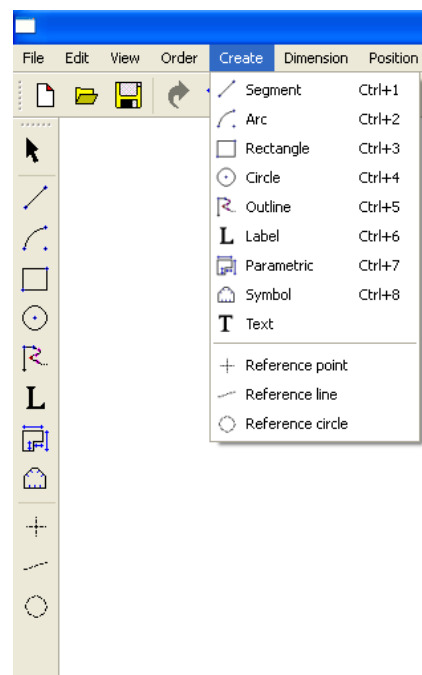 File Edit View Order Create Dimension Position
Segment Ctrl+1
Arc Ctrl+2
Rectangle Ctrl+3
Circle Ctrl+4
Outline Ctrl+5
L Label Ctrl+6
Parametric Ctrl+7
Symbol Ctrl+8
T Text
Reference point
Reference line
Reference circle
L